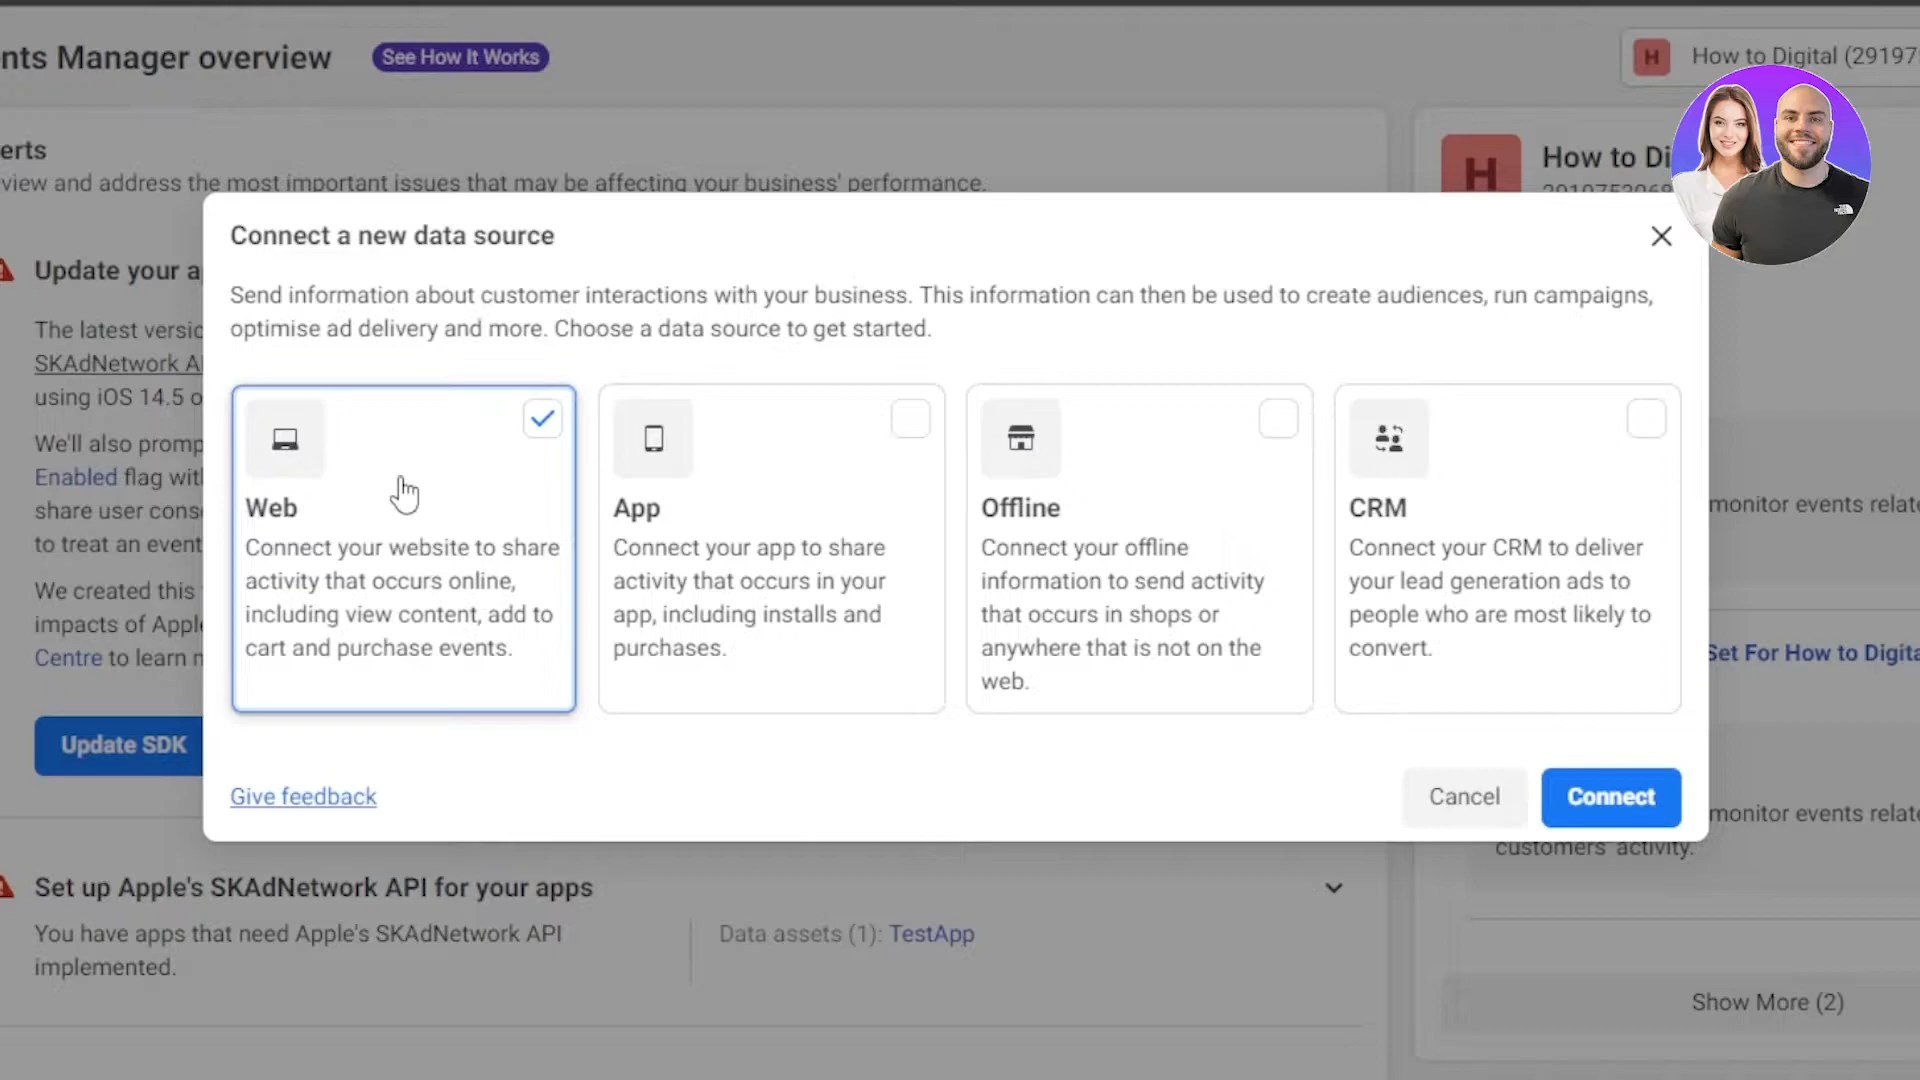 nts Manager overview
See How It Works
H
How to Digital (29197
erts
view and address the most important issues that may be affecting your business' performance.
H
How to Di
Update your a
The latest versic
SKAdNetwork A
using iOS 14.5 o
We'll also promp
Enabled flag wit
share user cons
to treat an event
We created this
impacts of Apple
Centre to learn
Update SDK
Connect a new data source
Send information about customer interactions with your business. This information can then be used to create audiences, run campaigns,
optimise ad delivery and more. Choose a data source to get started.
Web
Connect your website to share
activity that occurs online,
including view content, add to
cart and purchase events.
App
Connect your app to share
activity that occurs in your
app, including installs and
purchases.
Offline
Connect your offline
information to send activity
that occurs in shops or
anywhere that is not on the
web.
CRM
Connect your CRM to deliver
your lead generation ads to
people who are most likely to
convert.
Give feedback
Cancel
Connect
monitor events relate
Set For How to Digita
monitor events relate
customers' activity.
Set up Apple's SKAdNetwork API for your apps
You have apps that need Apple's SKAdNetwork API
implemented.
Data assets (1): TestApp
Show More (2)